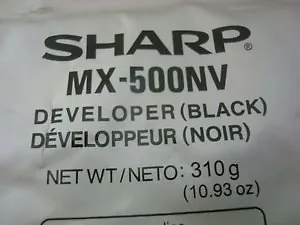 SHARP®
MX-500NV
DEVELOPER (BLACK)
DÉVELOPPEUR (NOIR)
NET WT/NETO: 310 g
(10.93 oz)